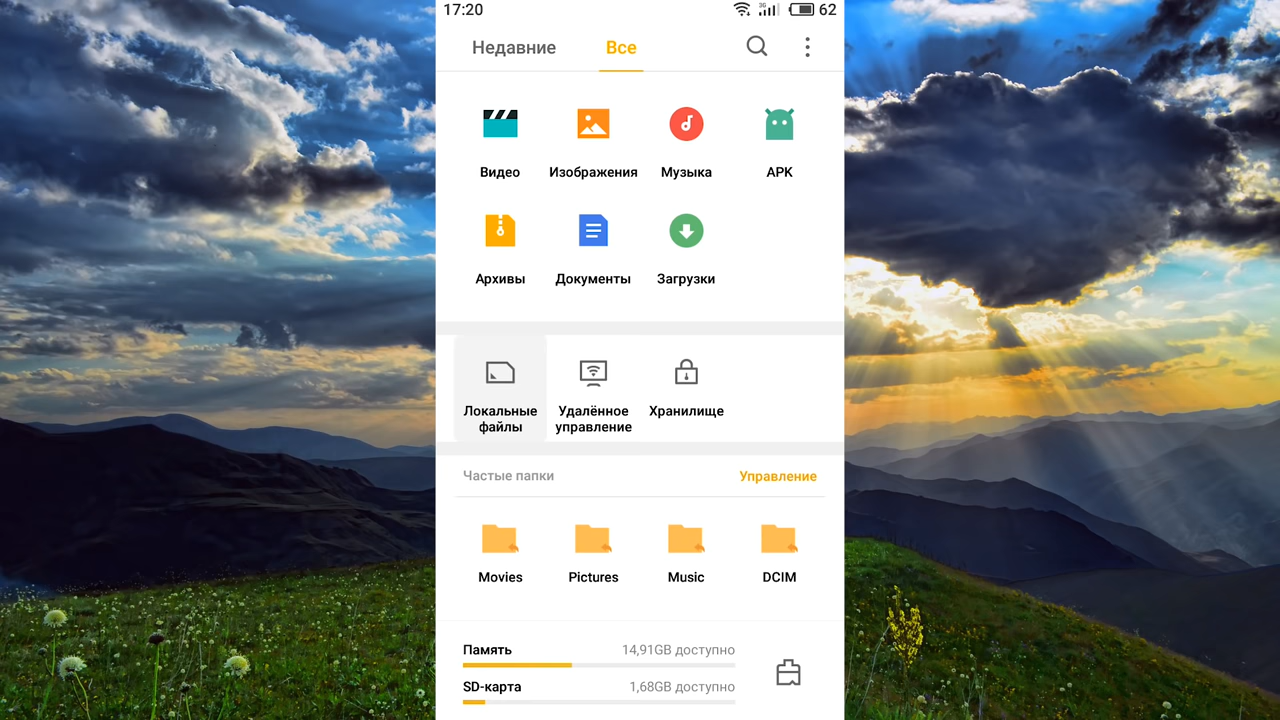 17:20
3G
62
Недавние
Все
Видео
Изображения
Музыка
APK
Архивы
Документы
Загрузки
Локальные
файлы
Удалённое
управление
Хранилище
Частые папки
Управление
Movies
Pictures
Music
DCIM
Память
14,91GB доступно
SD-карта
1,68GB доступно